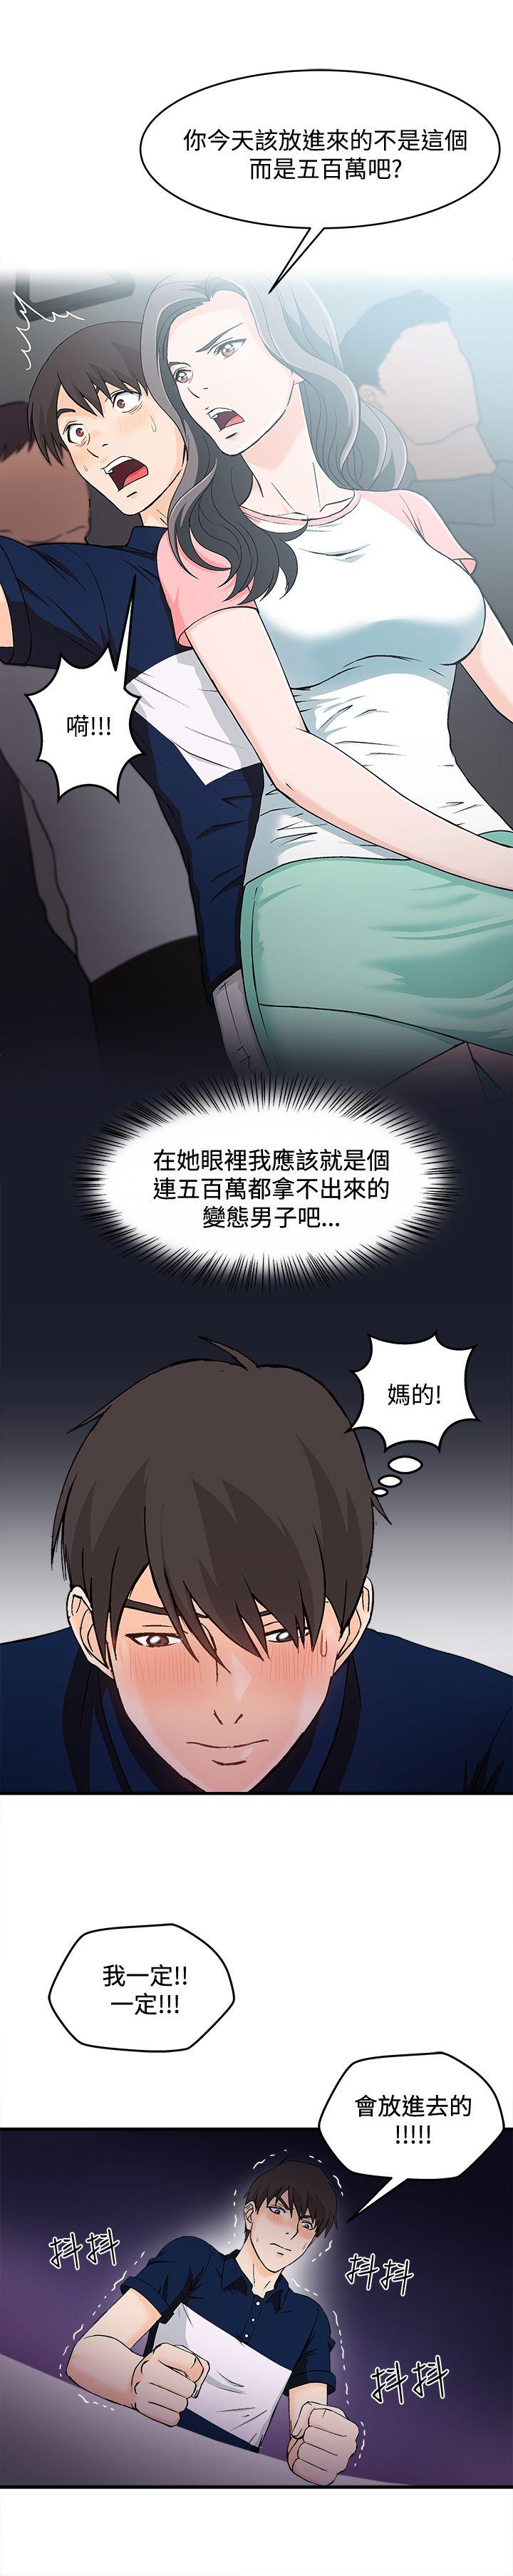 你今天該放進來的不是這個
而是五百萬吧?
嗬!!!
在她眼裡我應該就是個
連五百萬都拿不出來的
變態男子吧...
媽的!
我一定!!
一定!!!
會放進去的
!!!!!
抖抖
抖抖
抖抖